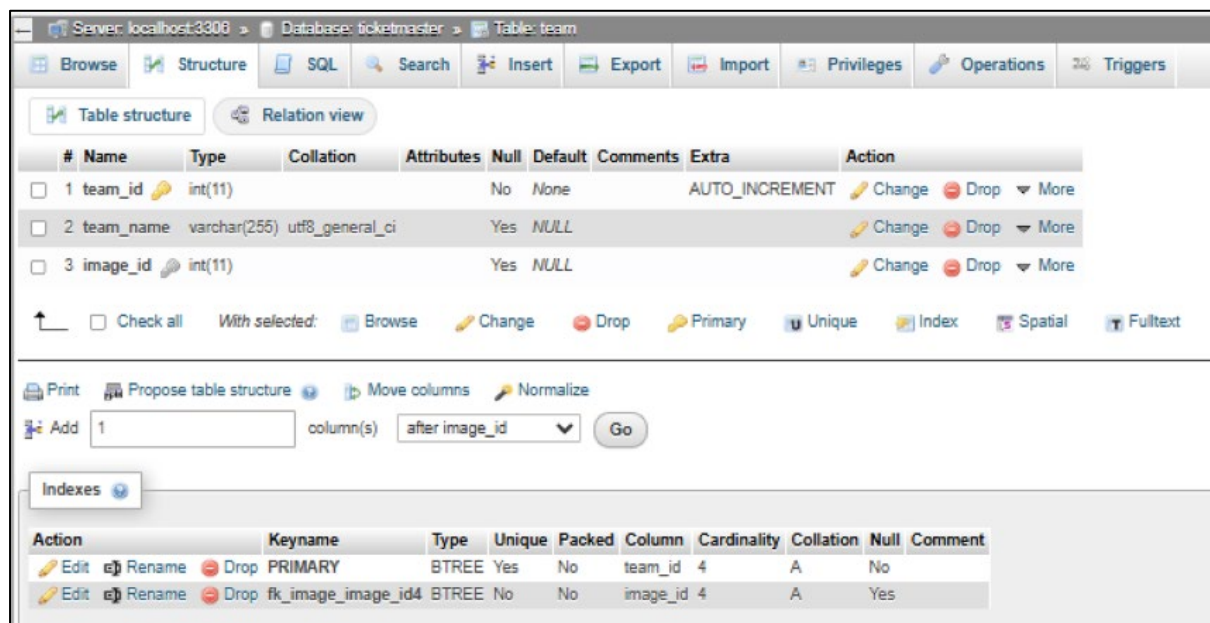 Server: localhost:3306 » Database: ticketmaster » Table: team
Browse Structure SQL Search Insert Export Import Privileges Operations Triggers
Table structure Relation view
# Name Type Collation Attributes Null Default Comments Extra Action
1 team_id int(11) No None AUTO_INCREMENT Change Drop More
2 team_name varchar(255) utf8_general_ci Yes NULL Change Drop More
3 image_id int(11) Yes NULL Change Drop More
Check all With selected: Browse Change Drop Primary Unique Index Spatial Fulltext
Print Propose table structure Move columns Normalize
Add 1 column(s) after image_id Go
Indexes
Action Keyname Type Unique Packed Column Cardinality Collation Null Comment
Edit Rename Drop PRIMARY BTREE Yes No team_id 4 A No
Edit Rename Drop fk_image_image_id4 BTREE No No image_id 4 A Yes